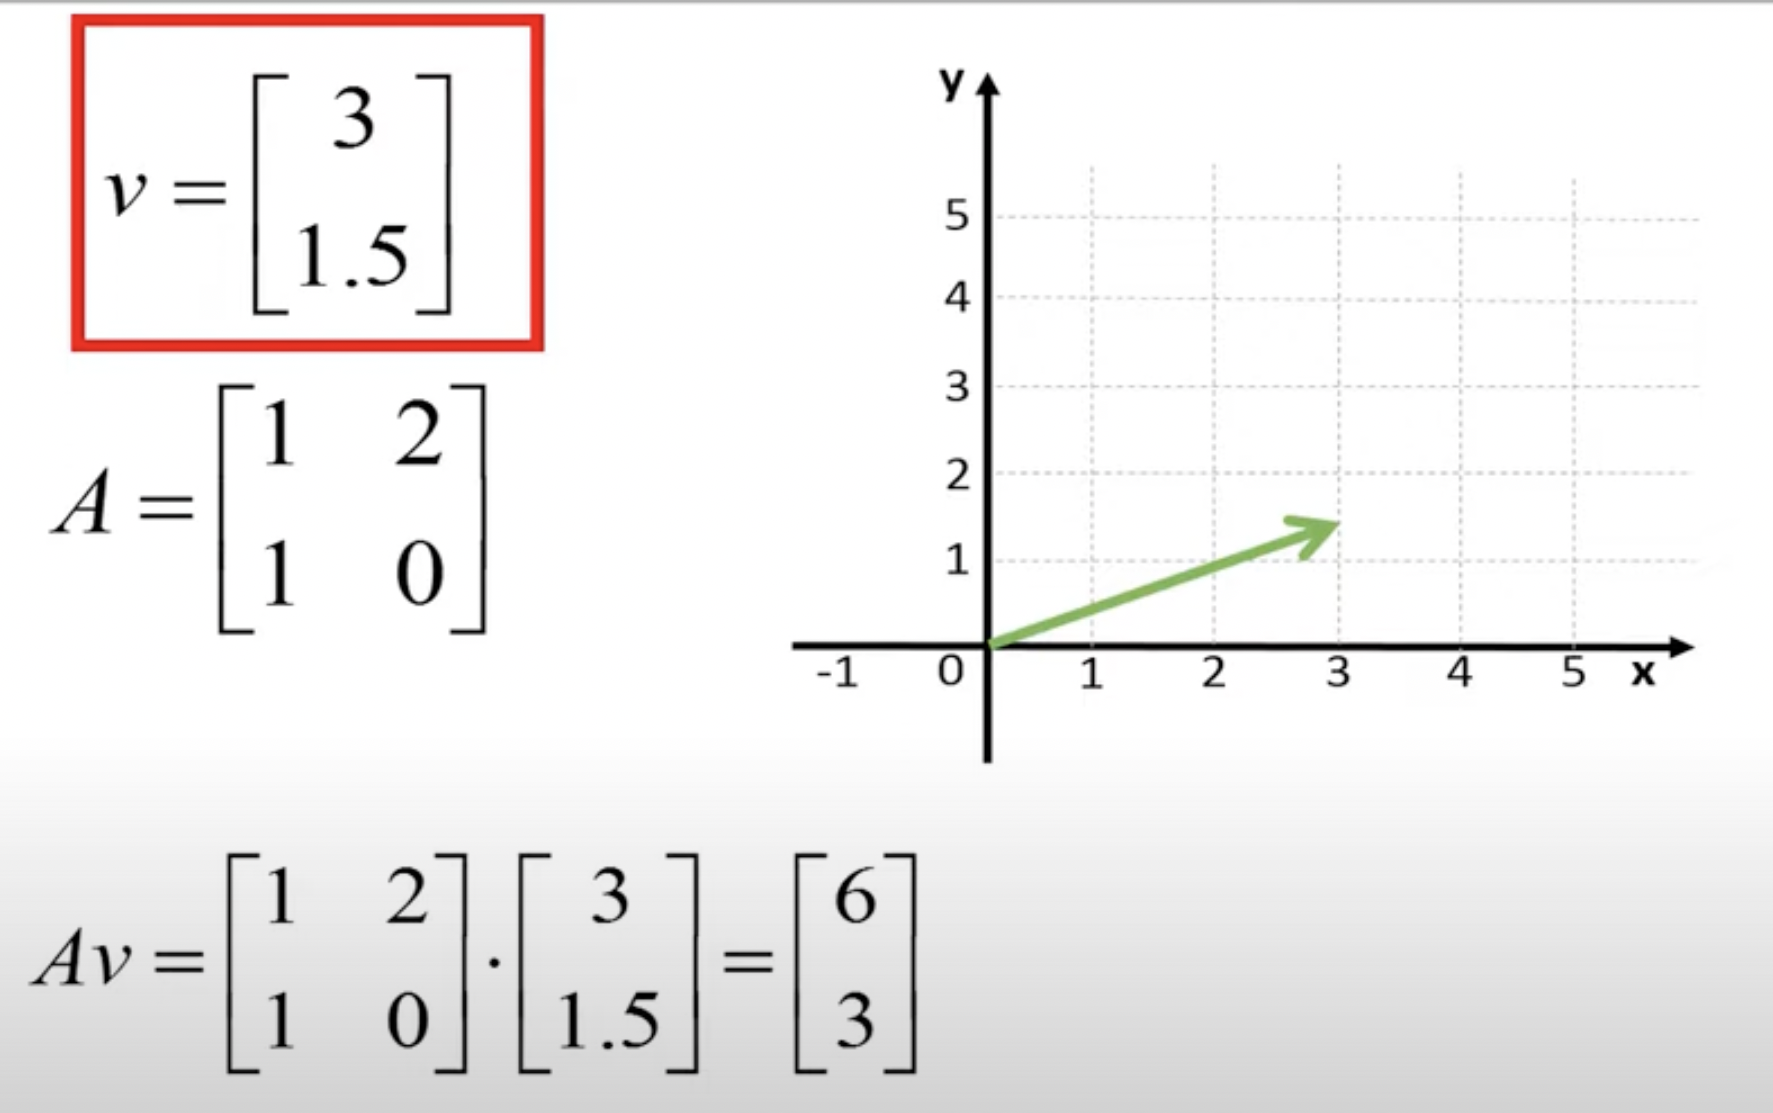 v = [ 3
1.5 ]
A = [ 1 2
1 0 ]
y
5
4
3
2
1
-1 0 1 2 3 4 5 x
Av = [ 1 2
1 0 ] · [ 3
1.5 ] = [ 6
3 ]